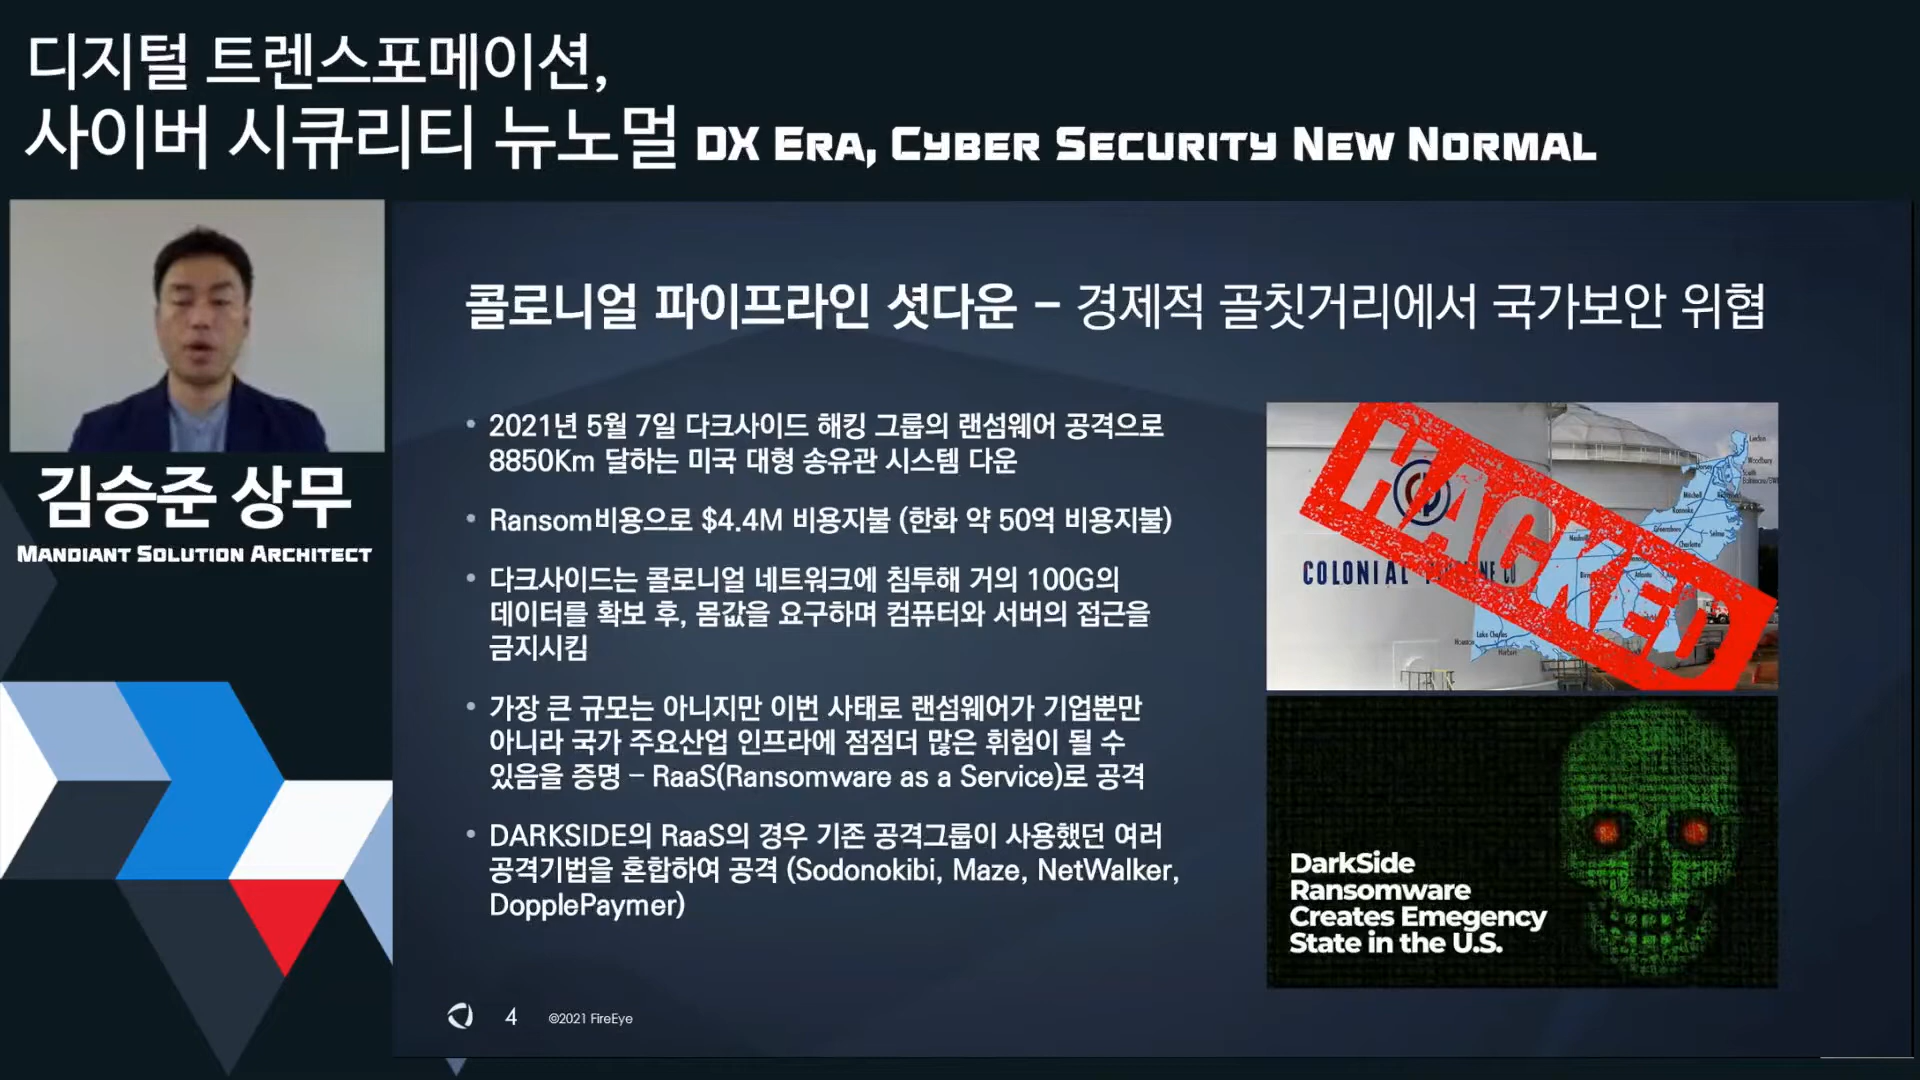 디지털 트렌스포메이션,
사이버 시큐리티 뉴노멀 DX ERA, CYBER SECURITY NEW NORMAL
김승준 상무
MANDIANT SOLUTION ARCHITECT
콜로니얼 파이프라인 셧다운 – 경제적 골칫거리에서 국가보안 위협
• 2021년 5월 7일 다크사이드 해킹 그룹의 랜섬웨어 공격으로
8850Km 달하는 미국 대형 송유관 시스템 다운
• Ransom비용으로 $4.4M 비용지불 (한화 약 50억 비용지불)
• 다크사이드는 콜로니얼 네트워크에 침투해 거의 100G의
데이터를 확보 후, 몸값을 요구하며 컴퓨터와 서버의 접근을
금지시킴
• 가장 큰 규모는 아니지만 이번 사태로 랜섬웨어가 기업뿐만
아니라 국가 주요산업 인프라에 점점더 많은 휘험이 될 수
있음을 증명 – RaaS(Ransomware as a Service)로 공격
• DARKSIDE의 RaaS의 경우 기존 공격그룹이 사용했던 여러
공격기법을 혼합하여 공격 (Sodonokibi, Maze, NetWalker,
DopplePaymer)
HACKED
COLONIAL
DarkSide
Ransomware
Creates Emegency
State in the U.S.
4 ©2021 FireEye